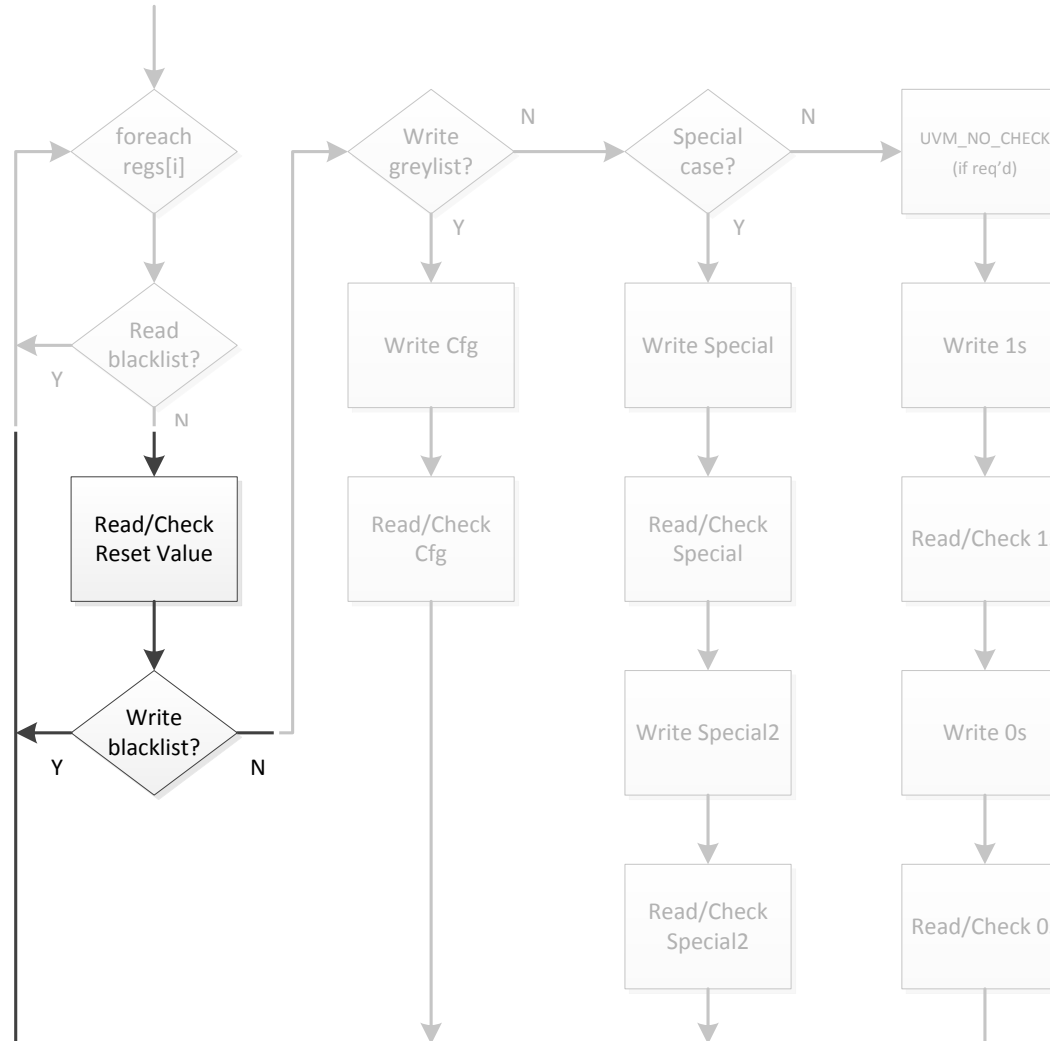 foreach
regs[i]
Read
blacklist?
Y
N
Read/Check
Reset Value
Write
blacklist?
Y
N
Write
greylist?
N
Y
Write Cfg
Read/Check
Cfg
Special
case?
N
Y
Write Special
Read/Check
Special
Write Special2
Read/Check
Special2
UVM_NO_CHECK
(if req'd)
Write 1s
Read/Check 1
Write 0s
Read/Check 0